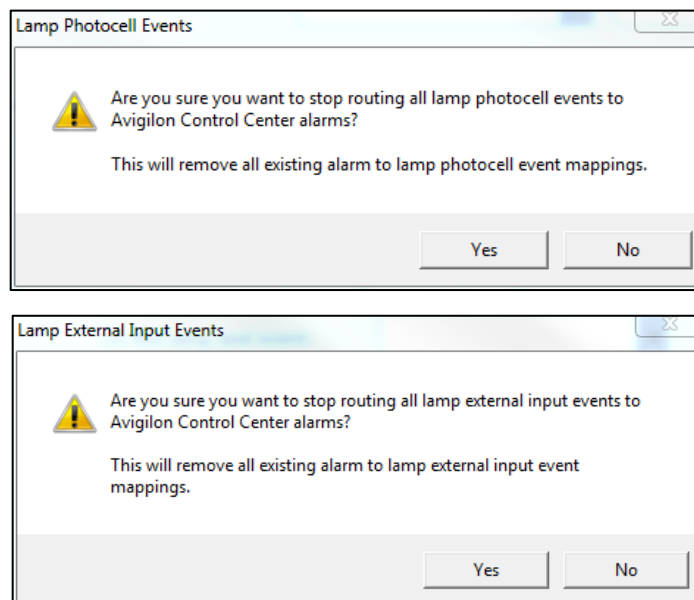 Lamp Photocell Events
Are you sure you want to stop routing all lamp photocell events to
Avigilon Control Center alarms?
This will remove all existing alarm to lamp photocell event mappings.
Yes No
Lamp External Input Events
Are you sure you want to stop routing all lamp external input events to
Avigilon Control Center alarms?
This will remove all existing alarm to lamp external input event
mappings.
Yes No